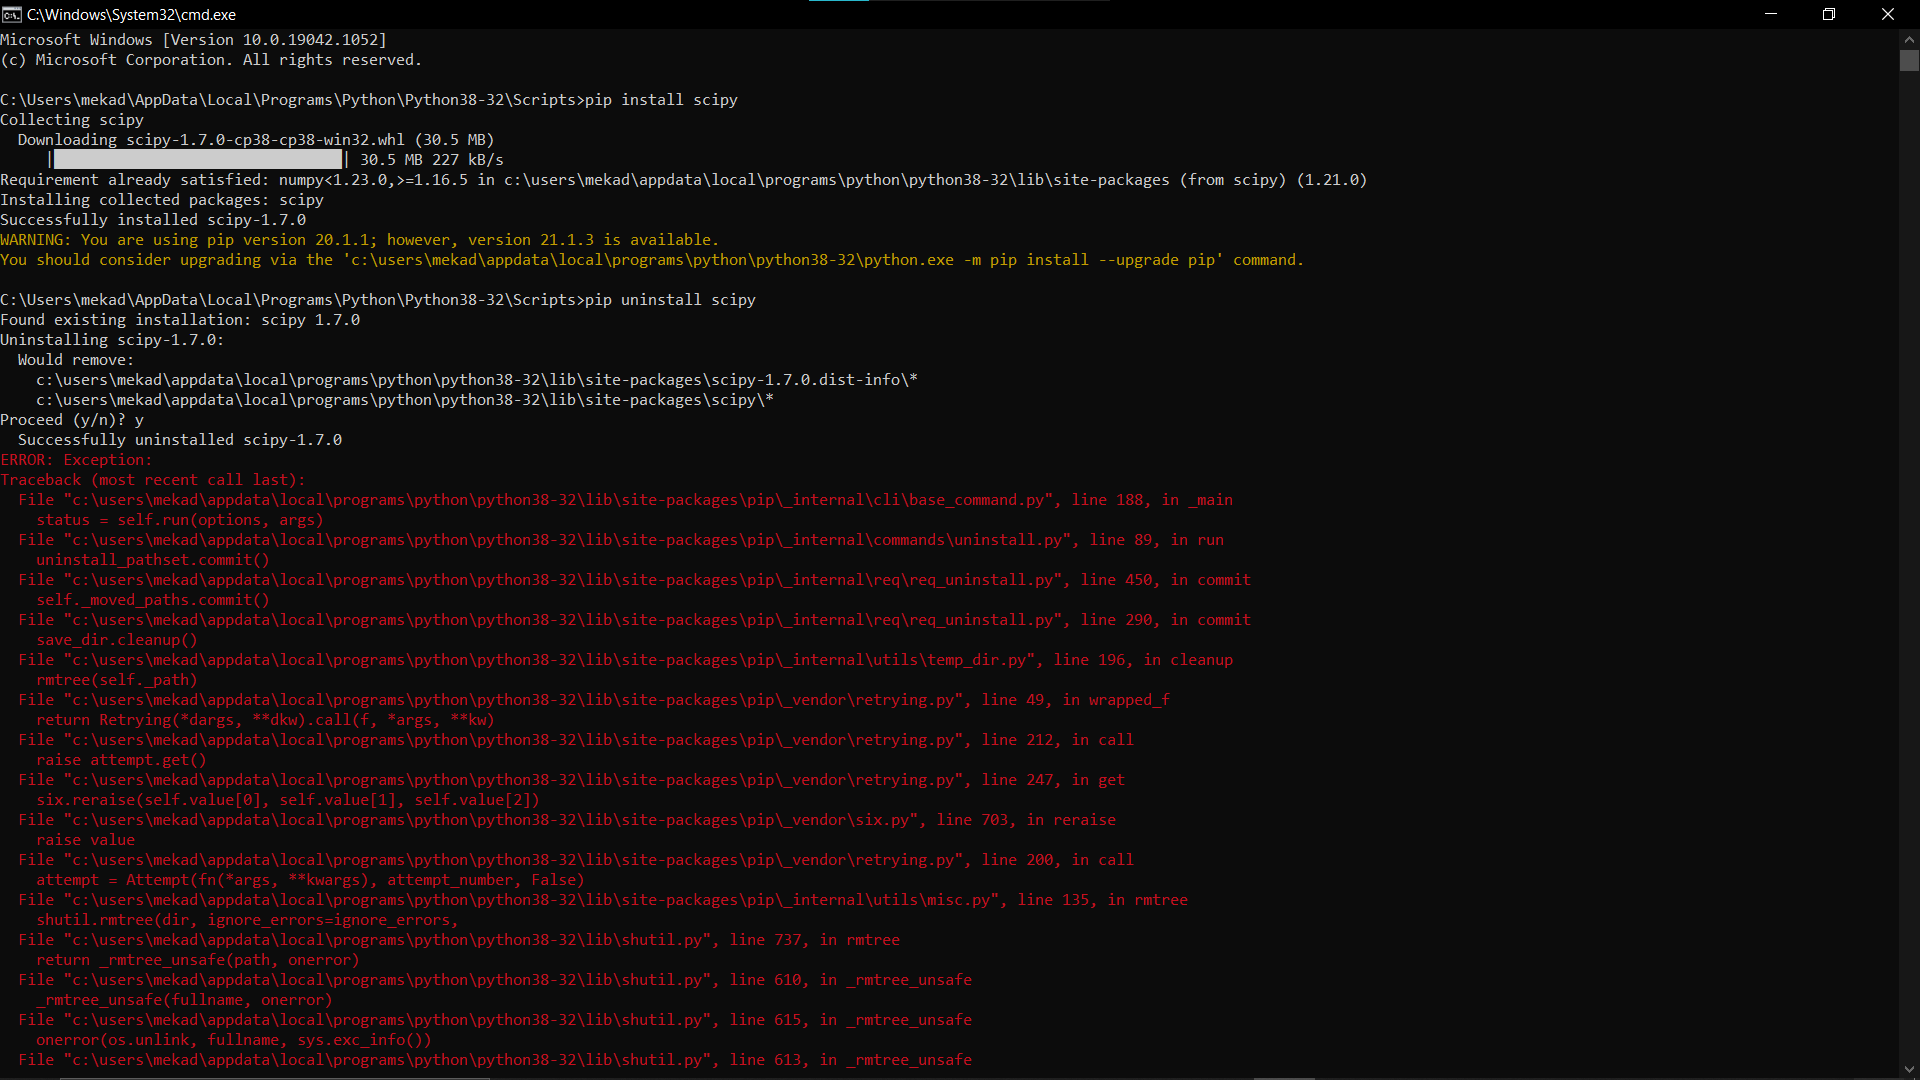 C:\Windows\System32\cmd.exe
Microsoft Windows [Version 10.0.19042.1052]
(c) Microsoft Corporation. All rights reserved.
C:\Users\mekad\AppData\Local\Programs\Python\Python38-32\Scripts>pip install scipy
Collecting scipy
  Downloading scipy-1.7.0-cp38-cp38-win32.whl (30.5 MB)
| | 30.5 MB 227 kB/s
Requirement already satisfied: numpy<1.23.0,>=1.16.5 in c:\users\mekad\appdata\local\programs\python\python38-32\lib\site-packages (from scipy) (1.21.0)
Installing collected packages: scipy
Successfully installed scipy-1.7.0
WARNING: You are using pip version 20.1.1; however, version 21.1.3 is available.
You should consider upgrading via the 'c:\users\mekad\appdata\local\programs\python\python38-32\python.exe -m pip install --upgrade pip' command.
C:\Users\mekad\AppData\Local\Programs\Python\Python38-32\Scripts>pip uninstall scipy
Found existing installation: scipy 1.7.0
Uninstalling scipy-1.7.0:
  Would remove:
    c:\users\mekad\appdata\local\programs\python\python38-32\lib\site-packages\scipy-1.7.0.dist-info\*
    c:\users\mekad\appdata\local\programs\python\python38-32\lib\site-packages\scipy\*
Proceed (y/n)? y
  Successfully uninstalled scipy-1.7.0
ERROR: Exception:
Traceback (most recent call last):
  File "c:\users\mekad\appdata\local\programs\python\python38-32\lib\site-packages\pip\_internal\cli\base_command.py", line 188, in _main
    status = self.run(options, args)
  File "c:\users\mekad\appdata\local\programs\python\python38-32\lib\site-packages\pip\_internal\commands\uninstall.py", line 89, in run
    uninstall_pathset.commit()
  File "c:\users\mekad\appdata\local\programs\python\python38-32\lib\site-packages\pip\_internal\req\req_uninstall.py", line 450, in commit
    self._moved_paths.commit()
  File "c:\users\mekad\appdata\local\programs\python\python38-32\lib\site-packages\pip\_internal\req\req_uninstall.py", line 290, in commit
    save_dir.cleanup()
  File "c:\users\mekad\appdata\local\programs\python\python38-32\lib\site-packages\pip\_internal\utils\temp_dir.py", line 196, in cleanup
    rmtree(self._path)
  File "c:\users\mekad\appdata\local\programs\python\python38-32\lib\site-packages\pip\_vendor\retrying.py", line 49, in wrapped_f
    return Retrying(*dargs, **dkw).call(f, *args, **kw)
  File "c:\users\mekad\appdata\local\programs\python\python38-32\lib\site-packages\pip\_vendor\retrying.py", line 212, in call
    raise attempt.get()
  File "c:\users\mekad\appdata\local\programs\python\python38-32\lib\site-packages\pip\_vendor\retrying.py", line 247, in get
    six.reraise(self.value[0], self.value[1], self.value[2])
  File "c:\users\mekad\appdata\local\programs\python\python38-32\lib\site-packages\pip\_vendor\six.py", line 703, in reraise
    raise value
  File "c:\users\mekad\appdata\local\programs\python\python38-32\lib\site-packages\pip\_vendor\retrying.py", line 200, in call
    attempt = Attempt(fn(*args, **kwargs), attempt_number, False)
  File "c:\users\mekad\appdata\local\programs\python\python38-32\lib\site-packages\pip\_internal\utils\misc.py", line 135, in rmtree
    shutil.rmtree(dir, ignore_errors=ignore_errors,
  File "c:\users\mekad\appdata\local\programs\python\python38-32\lib\shutil.py", line 737, in rmtree
    return _rmtree_unsafe(path, onerror)
  File "c:\users\mekad\appdata\local\programs\python\python38-32\lib\shutil.py", line 610, in _rmtree_unsafe
    _rmtree_unsafe(fullname, onerror)
  File "c:\users\mekad\appdata\local\programs\python\python38-32\lib\shutil.py", line 615, in _rmtree_unsafe
    onerror(os.unlink, fullname, sys.exc_info())
  File "c:\users\mekad\appdata\local\programs\python\python38-32\lib\shutil.py", line 613, in _rmtree_unsafe